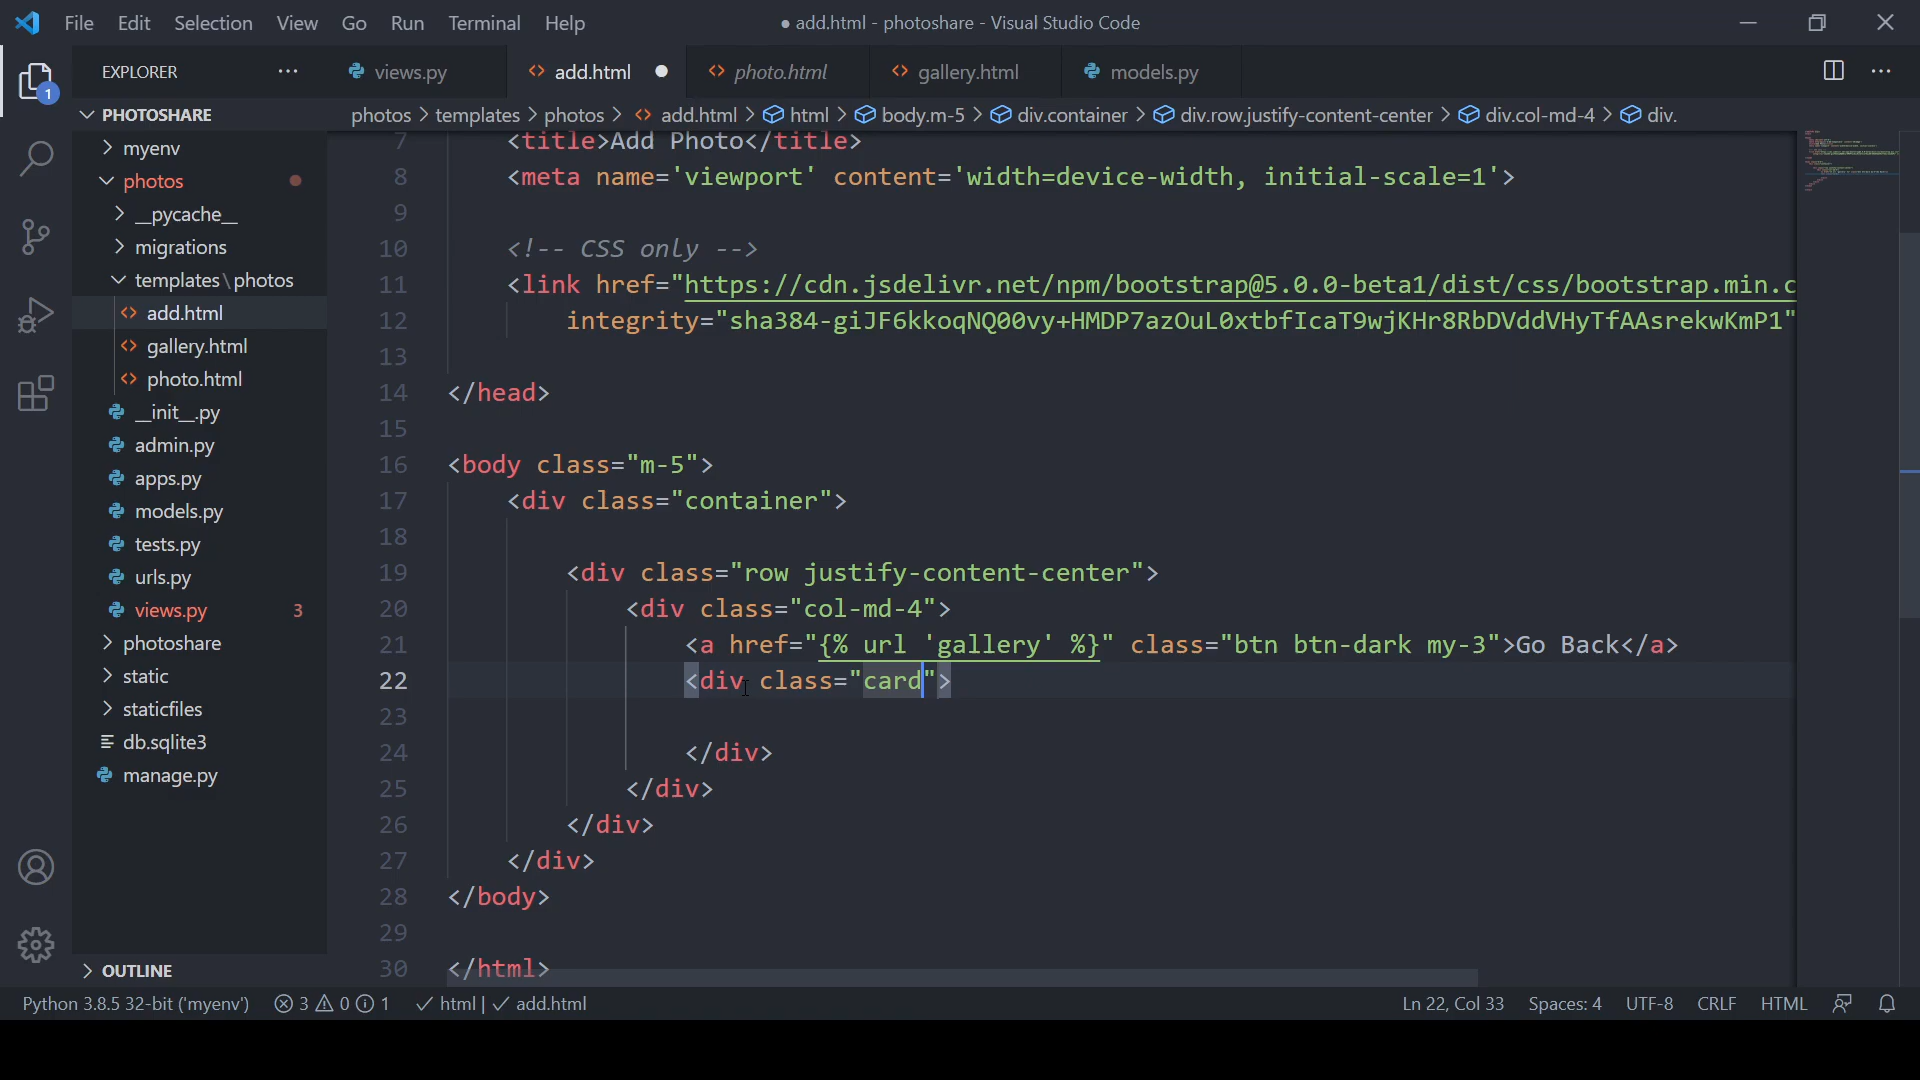 File Edit Selection View Go Run Terminal Help
● add.html - photoshare - Visual Studio Code
EXPLORER ···
views.py
<> add.html ●
<> photo.html
<> gallery.html
models.py
1
PHOTOSHARE
photos > templates > photos > <> add.html > html > body.m-5 > div.container > div.row.justify-content-center > div.col-md-4 > div.
> myenv
photos
> __pycache__
> migrations
templates\photos
<> add.html
<> gallery.html
<> photo.html
__init__.py
admin.py
apps.py
models.py
tests.py
urls.py
views.py 3
> photoshare
> static
> staticfiles
db.sqlite3
manage.py
> OUTLINE
7 <title>Add Photo</title>
8 <meta name='viewport' content='width=device-width, initial-scale=1'>
9
10 <!-- CSS only -->
11 <link href="https://cdn.jsdelivr.net/npm/bootstrap@5.0.0-beta1/dist/css/bootstrap.min.c
12 integrity="sha384-giJF6kkoqNQ00vy+HMDP7azOuL0xtbfIcaT9wjKHr8RbDVddVHyTfAAsrekwKmP1"
13
14 </head>
15
16 <body class="m-5">
17 <div class="container">
18
19 <div class="row justify-content-center">
20 <div class="col-md-4">
21 <a href="{% url 'gallery' %}" class="btn btn-dark my-3">Go Back</a>
22 <div class="card">
23
24 </div>
25 </div>
26 </div>
27 </div>
28 </body>
29
30 </html>
Python 3.8.5 32-bit ('myenv') 3 0 1 ✓ html | ✓ add.html Ln 22, Col 33 Spaces: 4 UTF-8 CRLF HTML